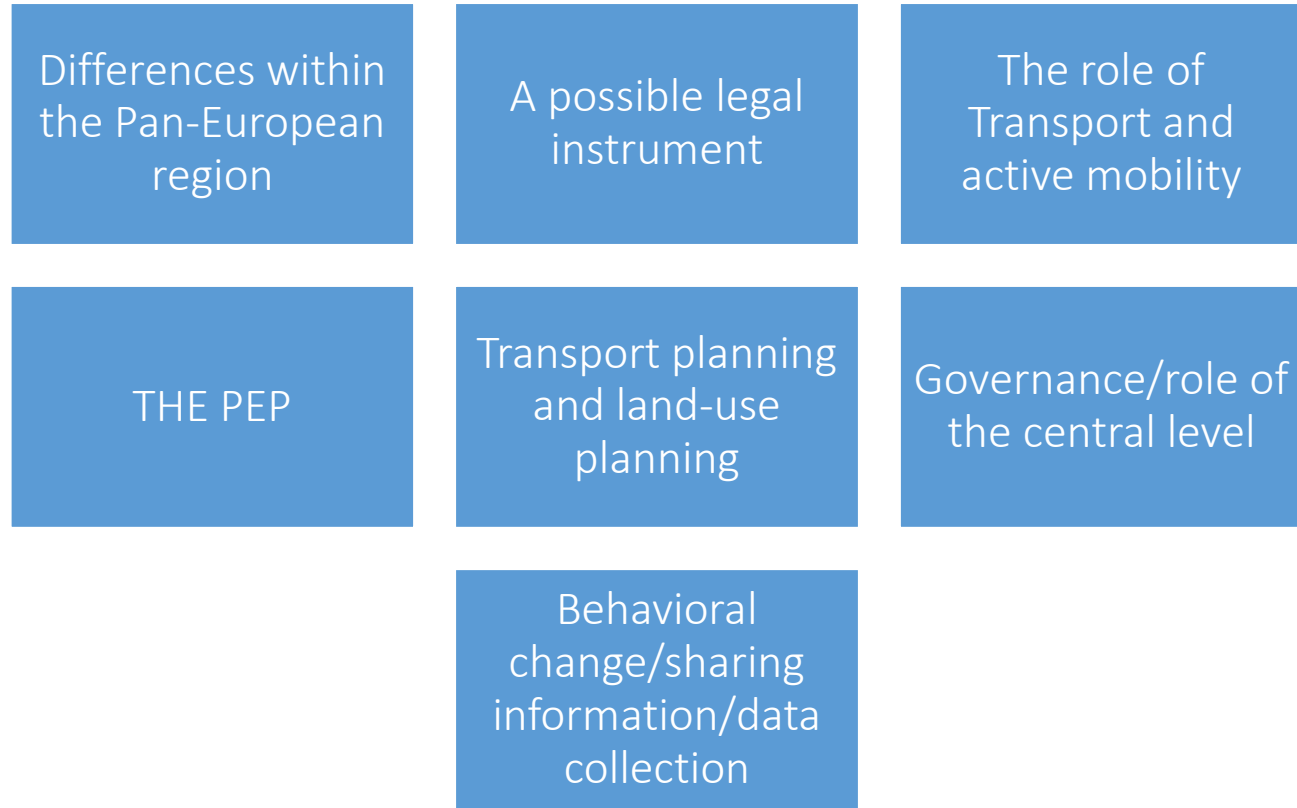 Differences within
the Pan-European
region
A possible legal
instrument
The role of
Transport and
active mobility
THE PEP
Transport planning
and land-use
planning
Governance/role of
the central level
Behavioral
change/sharing
information/data
collection